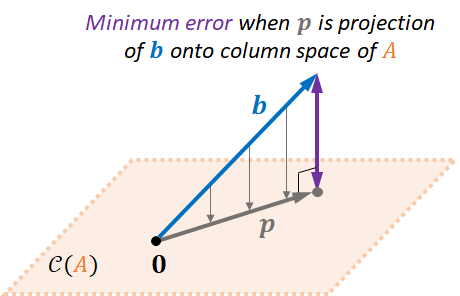 Minimum error when p is projection
of b onto column space of A
b
p
C(A)
0